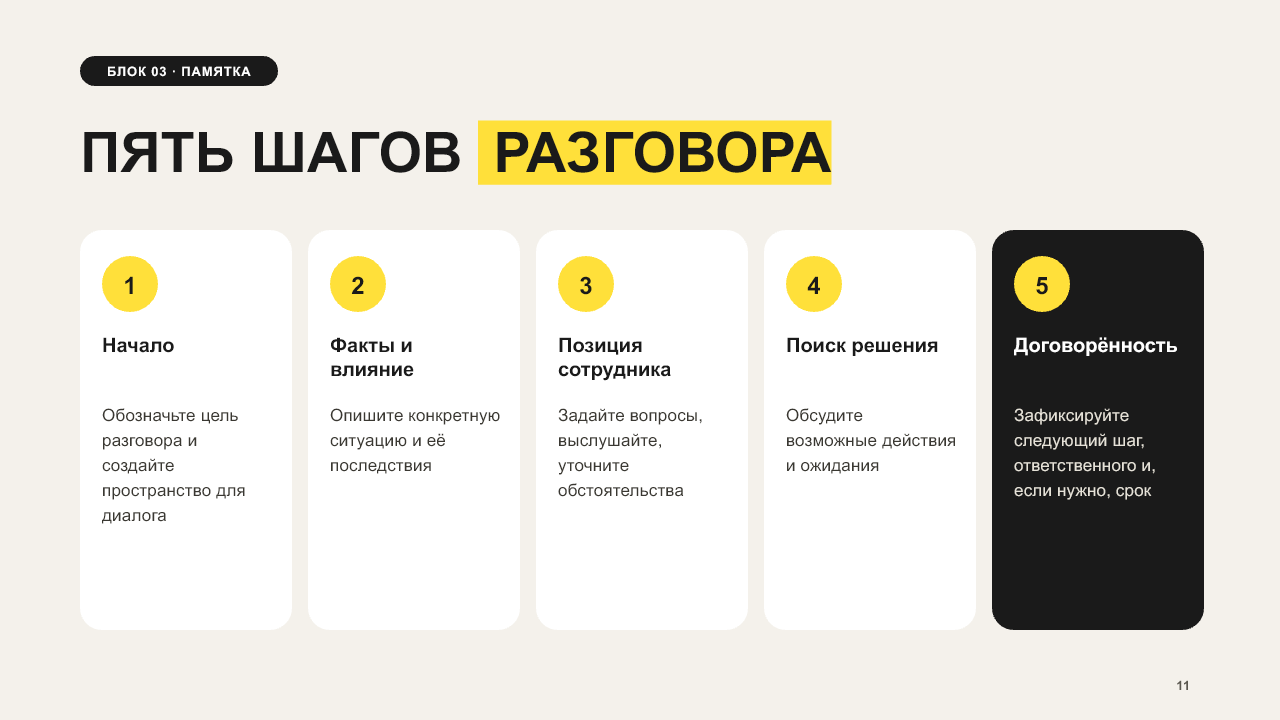 БЛОК 03 · ПАМЯТКА
ПЯТЬ ШАГОВ РАЗГОВОРА
1
Начало
Обозначьте цель
разговора и
создайте
пространство для
диалога
2
Факты и
влияние
Опишите конкретную
ситуацию и её
последствия
3
Позиция
сотрудника
Задайте вопросы,
выслушайте,
уточните
обстоятельства
4
Поиск решения
Обсудите
возможные действия
и ожидания
5
Договорённость
Зафиксируйте
следующий шаг,
ответственного и,
если нужно, срок
11